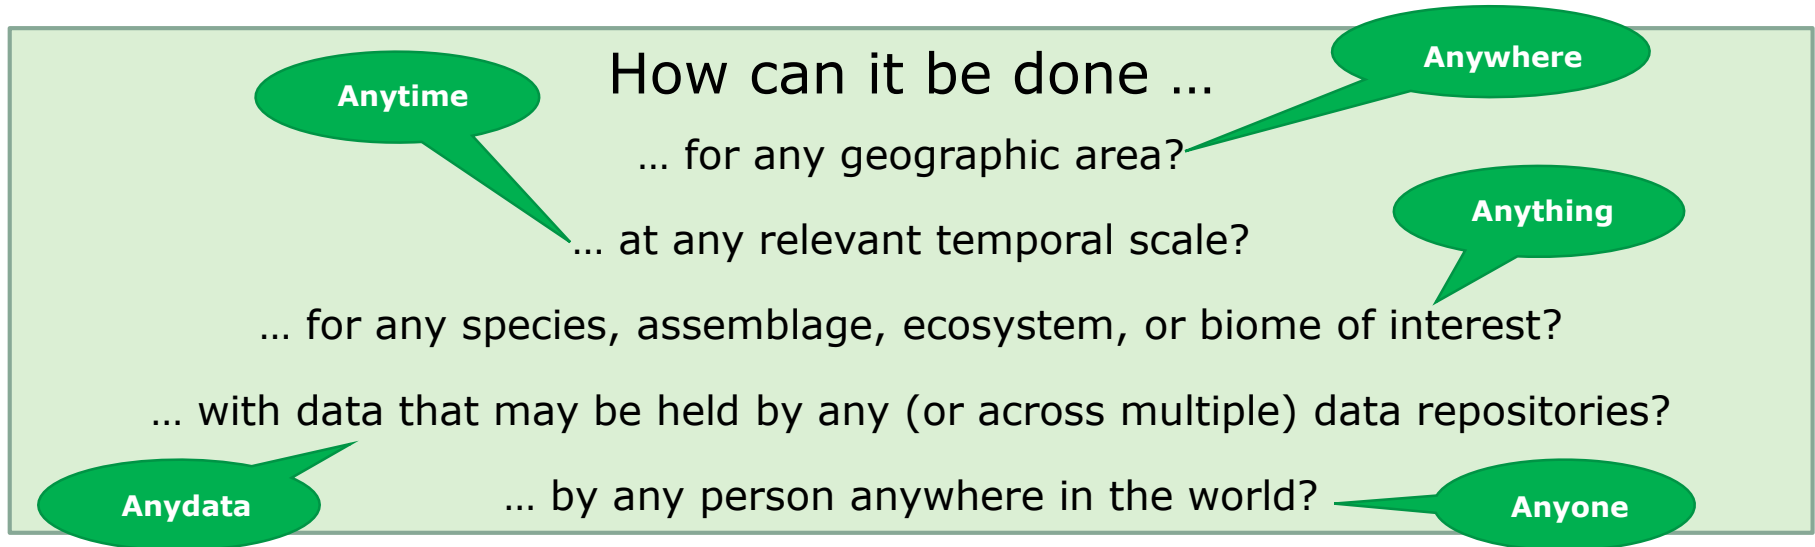 How can it be done ...
Anywhere
Anytime
... for any geographic area?
Anything
... at any relevant temporal scale?
... for any species, assemblage, ecosystem, or biome of interest?
... with data that may be held by any (or across multiple) data repositories?
Anydata
... by any person anywhere in the world?
Anyone